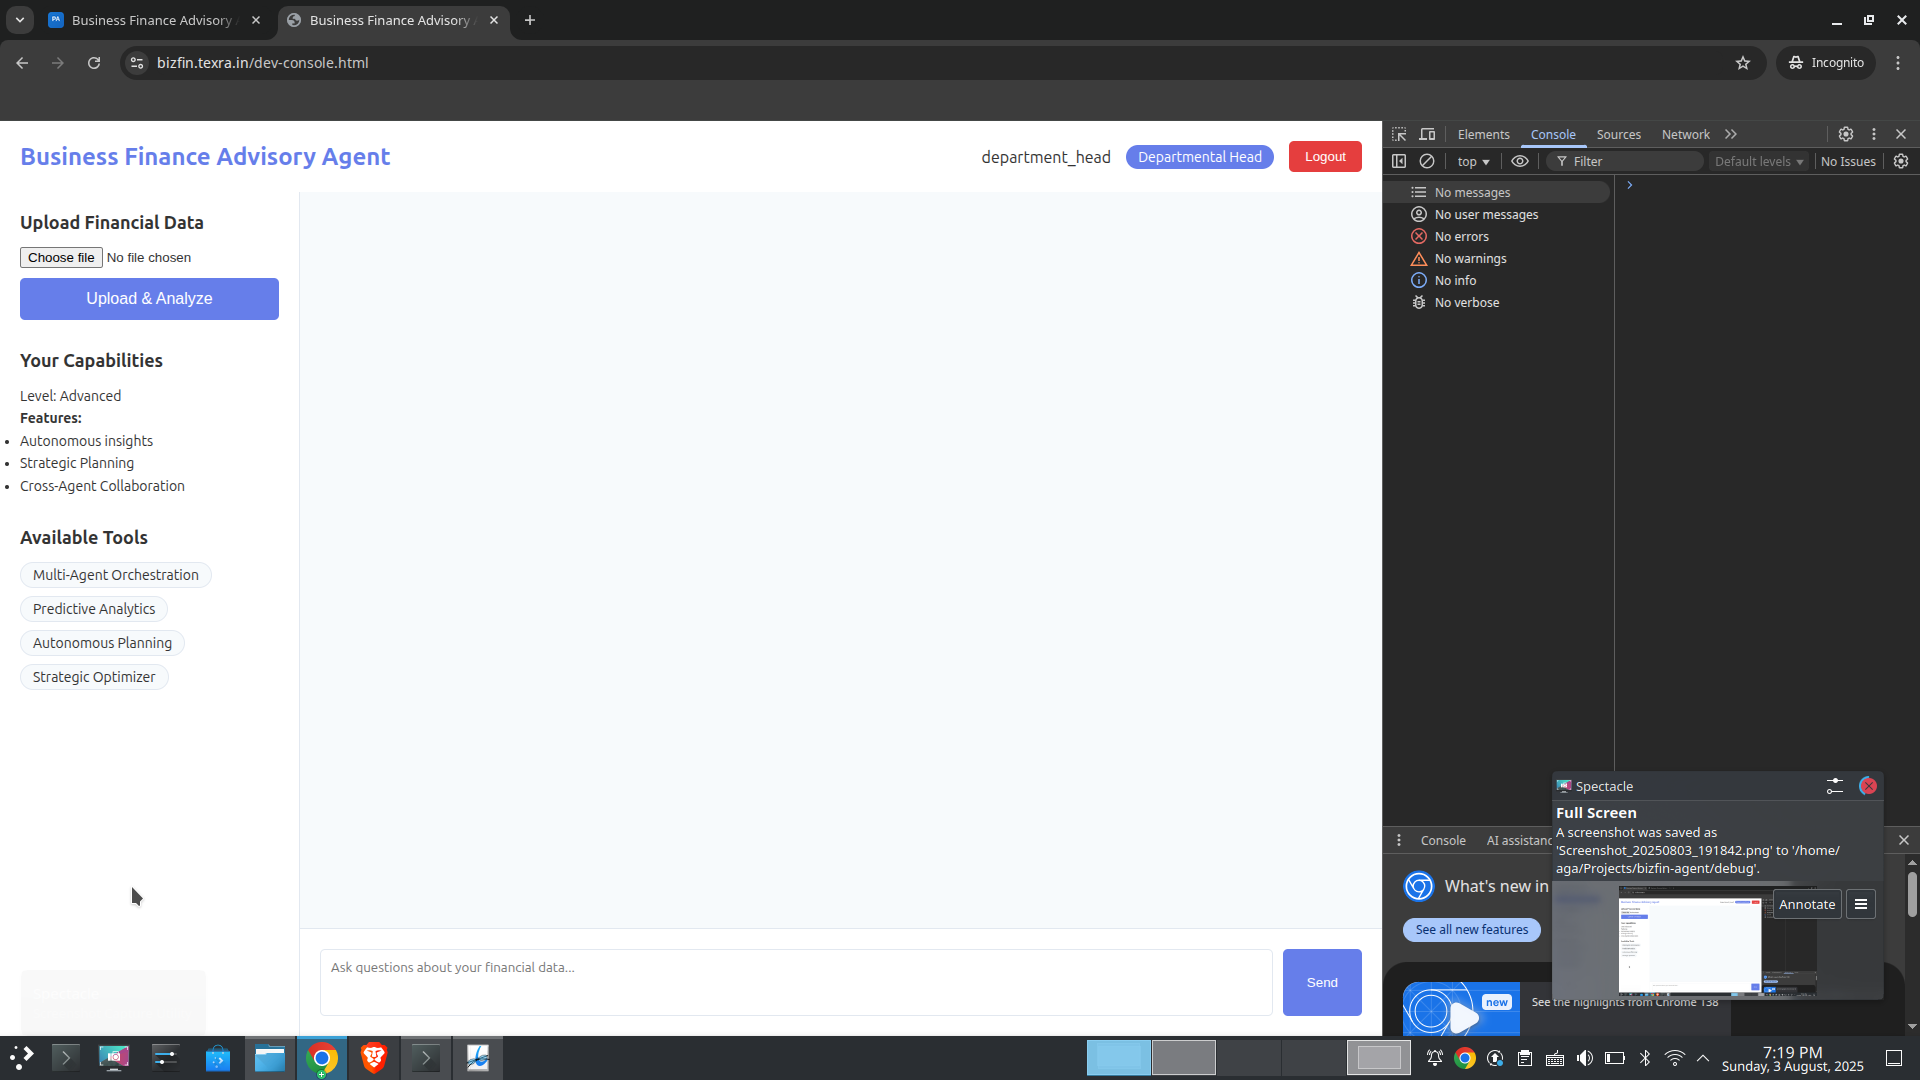 Business Finance Advisory
Business Finance Advisory
bizfin.texra.in/dev-console.html
Incognito
Business Finance Advisory Agent
department_head
Departmental Head
Logout
Upload Financial Data
Choose file No file chosen
Upload & Analyze
Your Capabilities
Level: Advanced
Features:
Autonomous insights
Strategic Planning
Cross-Agent Collaboration
Available Tools
Multi-Agent Orchestration
Predictive Analytics
Autonomous Planning
Strategic Optimizer
Ask questions about your financial data...
Send
Elements
Console
Sources
Network
top
Filter
Default levels
No Issues
No messages
No user messages
No errors
No warnings
No info
No verbose
Console
AI assistanc
What's new in
See all new features
new
See the highlights from Chrome 138
Spectacle
Full Screen
A screenshot was saved as
'Screenshot_20250803_191842.png' to '/home/
aga/Projects/bizfin-agent/debug'.
Annotate
7:19 PM
Sunday, 3 August, 2025